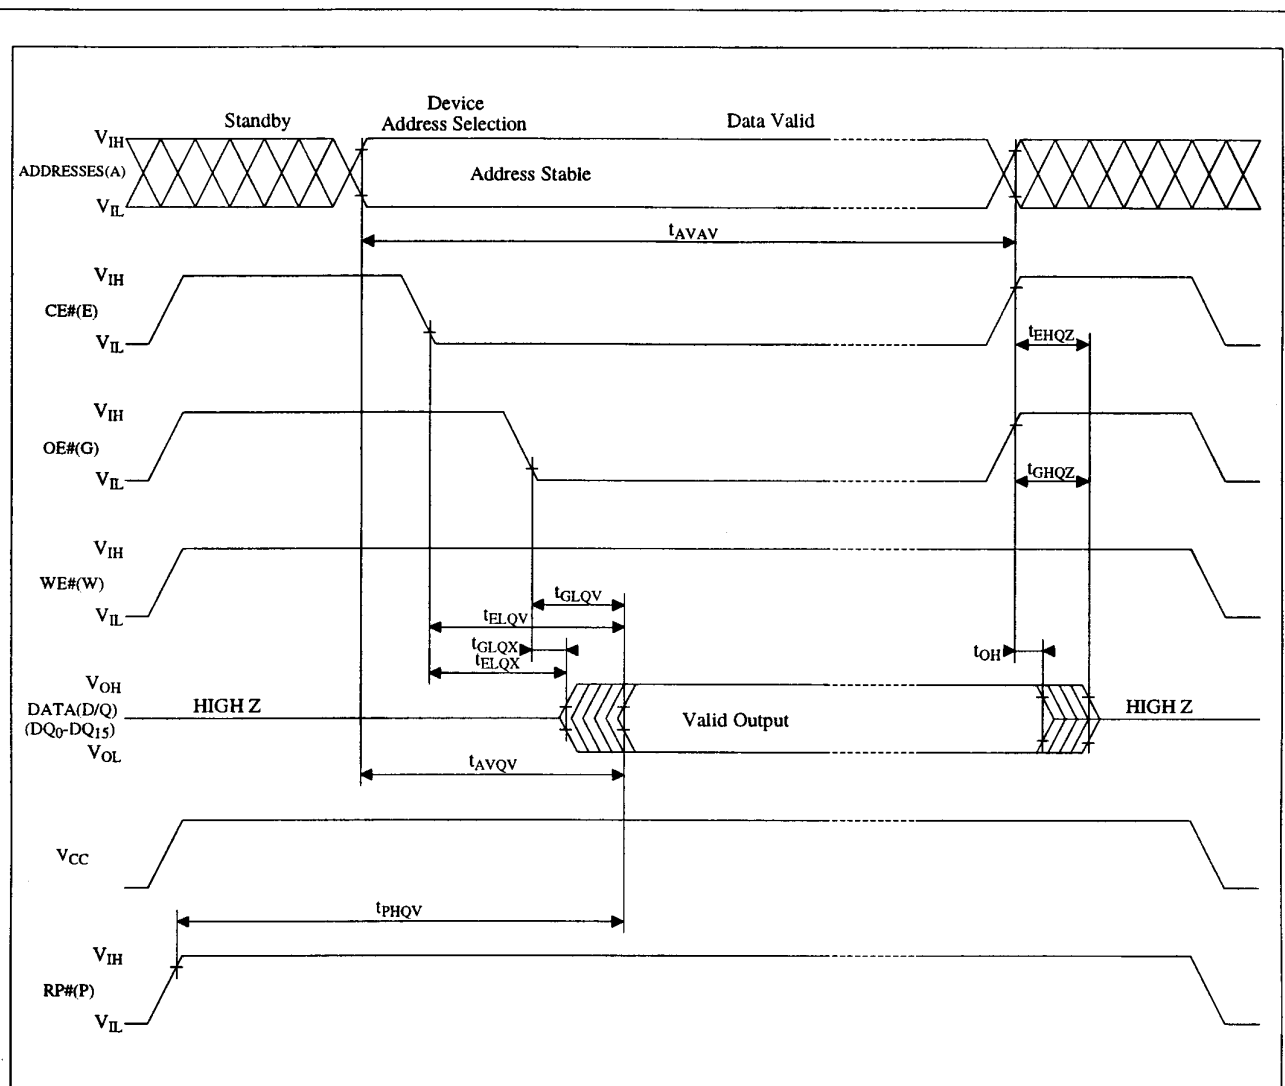 Standby
Device
Address Selection
Data Valid
VIH
ADDRESSES(A)
Address Stable
VIL
tAVAV
VIH
CE#(E)
VIL
tEHQZ
VIH
OE#(G)
VIL
tGHQZ
VIH
WE#(W)
VIL
tGLQV
tELQV
tGLQX
tELQX
tOH
VOH
DATA(D/Q)
(DQ0-DQ15)
VOL
HIGH Z
Valid Output
HIGH Z
tAVQV
VCC
tPHQV
VIH
RP#(P)
VIL